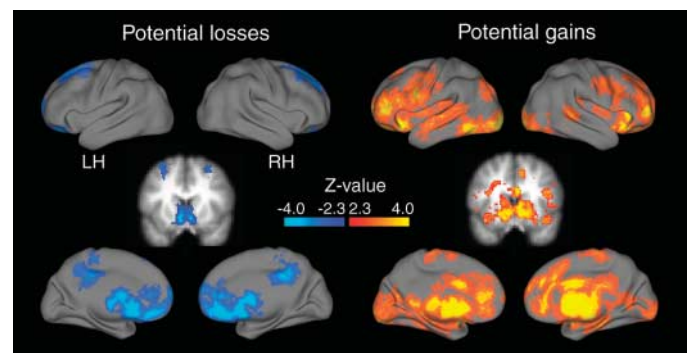 Potential losses
Potential gains
LH
RH
Z-value
-4.0 -2.3 2.3 4.0